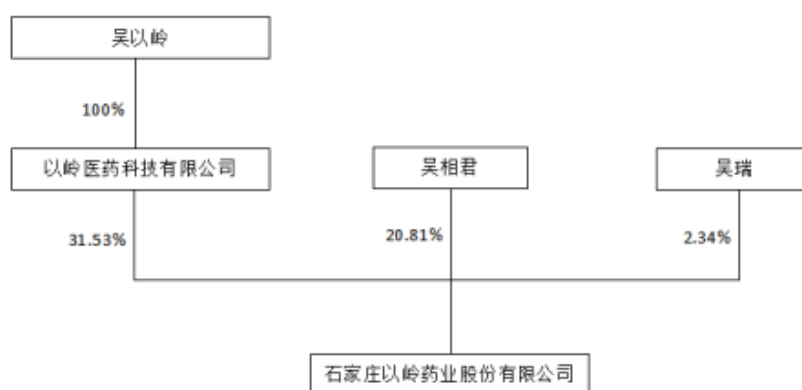 吴以岭
100%
以岭医药科技有限公司
吴相君
吴瑞
31.53%
20.81%
2.34%
石家庄以岭药业股份有限公司